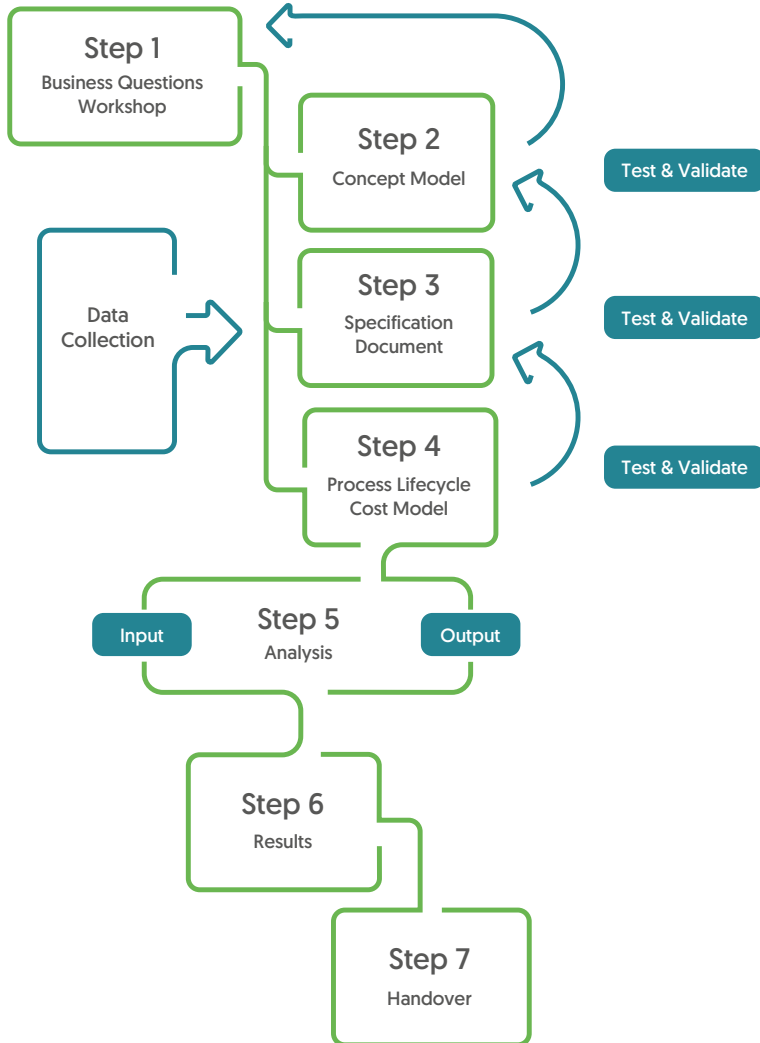 Step 1
Business Questions
Workshop
Step 2
Concept Model
Test & Validate
Step 3
Specification
Document
Test & Validate
Data
Collection
Step 4
Process Lifecycle
Cost Model
Test & Validate
Input
Step 5
Analysis
Output
Step 6
Results
Step 7
Handover